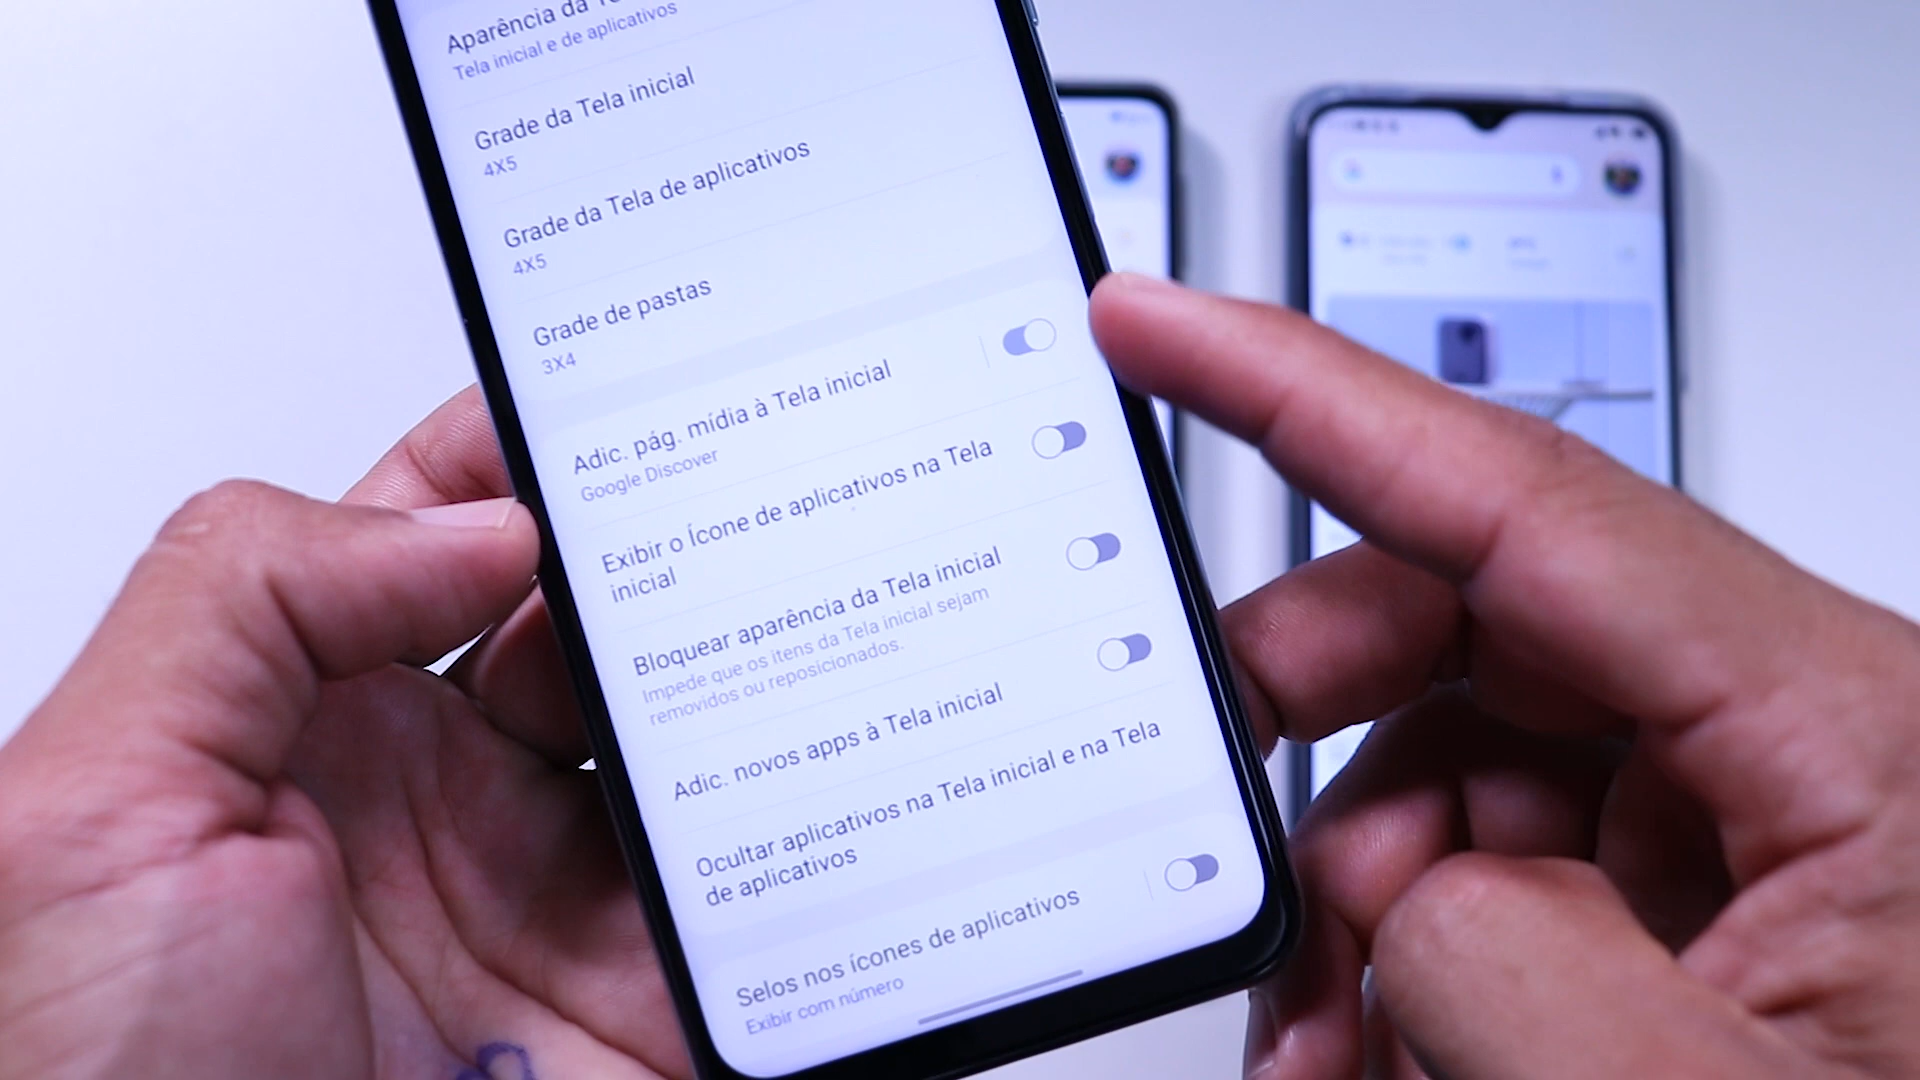 Aparência da
Tela inicial e de aplicativos
Grade da Tela inicial
4X5
Grade da Tela de aplicativos
4X5
Grade de pastas
3X4
Adic. pág. mídia à Tela inicial
Google Discover
Exibir o Ícone de aplicativos na Tela
inicial
Bloquear aparência da Tela inicial
Impede que os itens da Tela inicial sejam
removidos ou reposicionados.
Adic. novos apps à Tela inicial
Ocultar aplicativos na Tela inicial e na Tela
de aplicativos
Selos nos ícones de aplicativos
Exibir com número